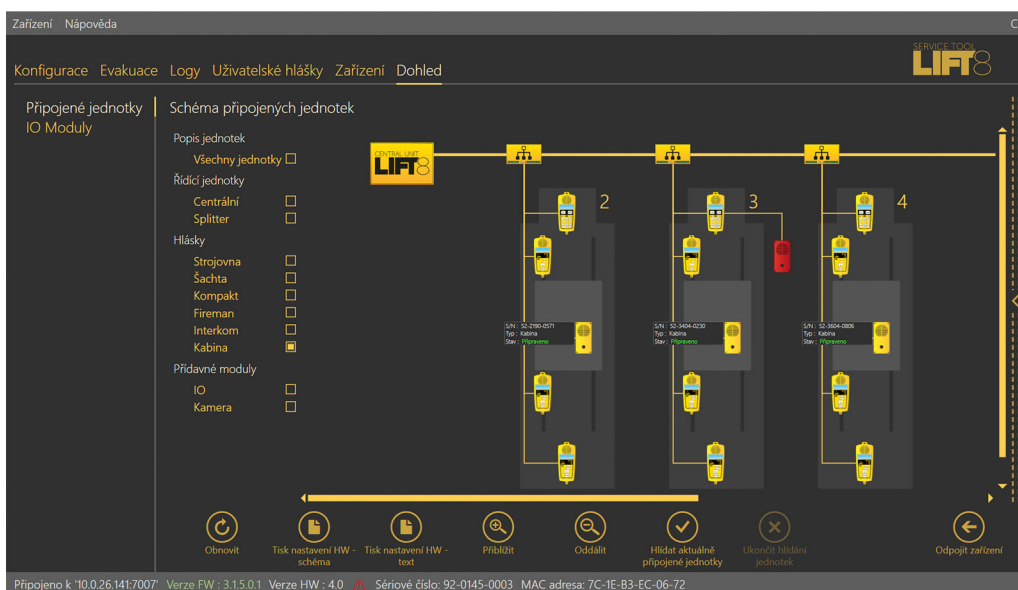 Zařízení Nápověda
SERVICE TOOL
LIFT8
Konfigurace Evakuace Logy Uživatelské hlášky Zařízení Dohled
Připojené jednotky
IO Moduly
Schéma připojených jednotek
Popis jednotek
Všechny jednotky
Řídící jednotky
Centrální
Splitter
Hlásky
Strojovna
Šachta
Kompakt
Fireman
Interkom
Kabina
Přídavné moduly
IO
Kamera
CENTRAL UNIT
LIFT8
2
3
4
S/N : 52-2190-0571
Typ : Kabina
Stav : Připraveno
S/N : 52-3404-0230
Typ : Kabina
Stav : Připraveno
S/N : 52-3604-0806
Typ : Kabina
Stav : Připraveno
Obnovit
Tisk nastavení HW -
schéma
Tisk nastavení HW -
text
Přiblížit
Oddálit
Hlídat aktuálně
připojené jednotky
Ukončit hlídání
jednotek
Odpojit zařízení
Připojeno k '10.0.26.141:7007' Verze FW : 3.1.5.0.1 Verze HW : 4.0 Sériové číslo: 92-0145-0003 MAC adresa: 7C-1E-B3-EC-06-72